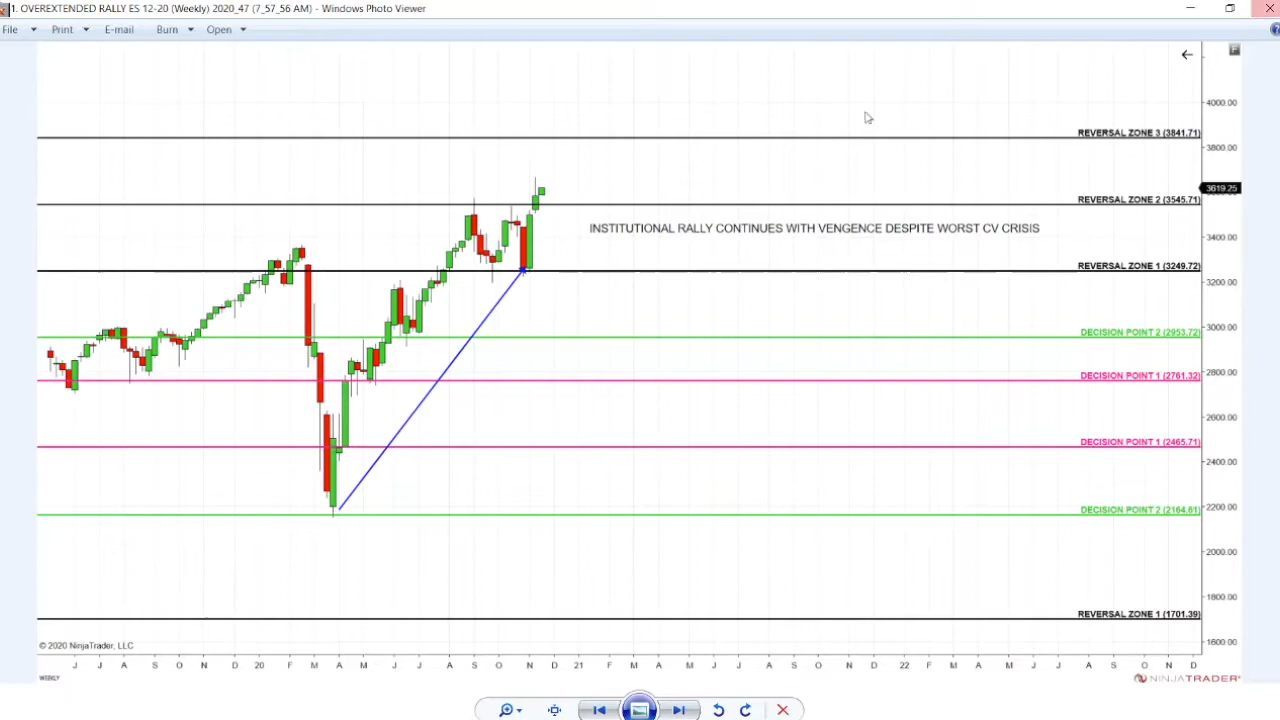 1. OVEREXTENDED RALLY ES 12-20 (Weekly) 2020_47 (7_57_56 AM) - Windows Photo Viewer
File Print E-mail Burn Open
F
4000.00
REVERSAL ZONE 3 (3841.71)
3800.00
3619.25
REVERSAL ZONE 2 (3545.71)
INSTITUTIONAL RALLY CONTINUES WITH VENGENCE DESPITE WORST CV CRISIS
3400.00
REVERSAL ZONE 1 (3249.72)
3200.00
DECISION POINT 2 (2953.72)
3000.00
DECISION POINT 1 (2761.32)
2800.00
2600.00
DECISION POINT 1 (2465.71)
2400.00
DECISION POINT 2 (2164.61)
2200.00
2000.00
1800.00
REVERSAL ZONE 1 (1701.39)
1600.00
© 2020 NinjaTrader, LLC
J J A S O N D 20 F M A M J J A S O N D 21 F M A M J J A S O N D 22 F M A M J J A S O N D
WEEKLY
NINJATRADER